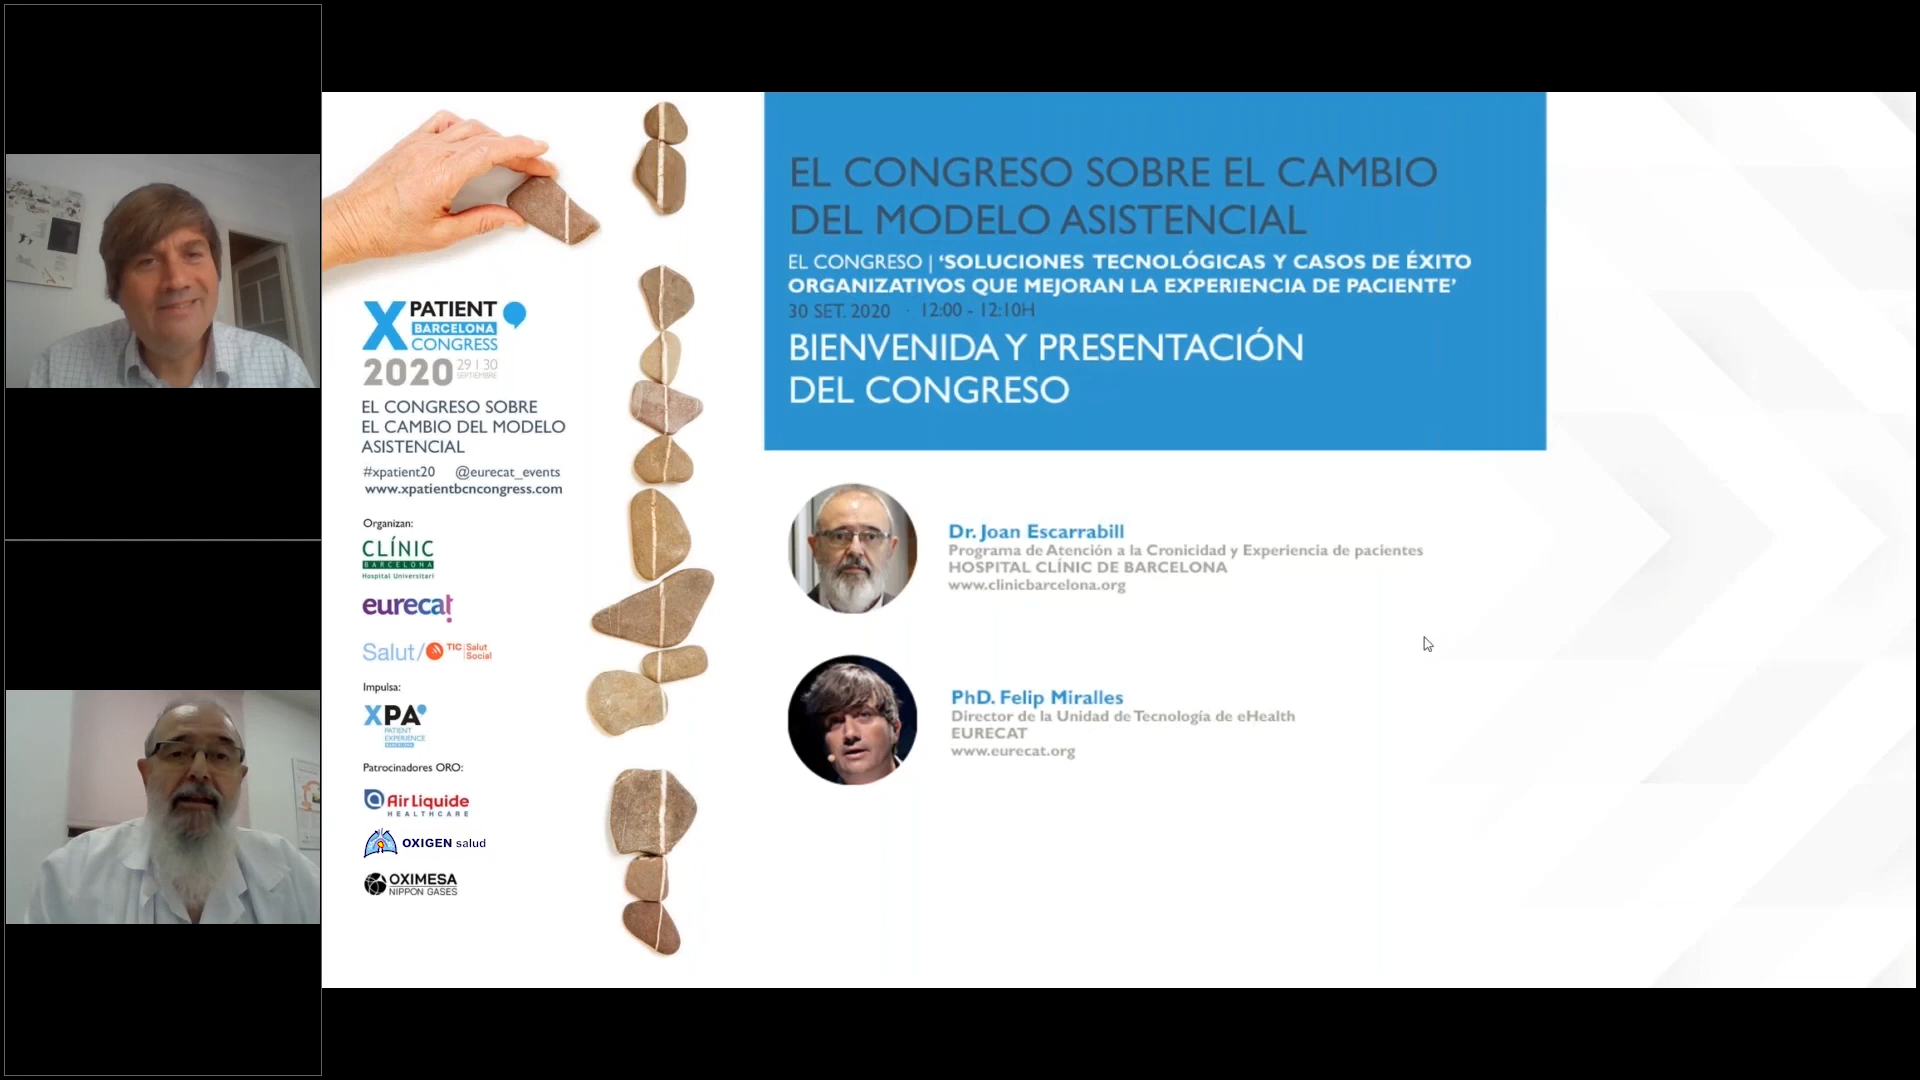 X PATIENT
BARCELONA
CONGRESS
2020 29 | 30
SEPTIEMBRE
EL CONGRESO SOBRE
EL CAMBIO DEL MODELO
ASISTENCIAL
#xpatient20 @eurecat_events
www.xpatientbcncongress.com
Organizan:
CLÍNIC
BARCELONA
Hospital Universitari
eurecat
Salut/ TIC Salut
Social
Impulsa:
XPA
PATIENT
EXPERIENCE
BARCELONA
Patrocinadores ORO:
Air Liquide
HEALTHCARE
OXIGEN salud
OXIMESA
NIPPON GASES
EL CONGRESO SOBRE EL CAMBIO
DEL MODELO ASISTENCIAL
EL CONGRESO | ‘SOLUCIONES TECNOLÓGICAS Y CASOS DE ÉXITO
ORGANIZATIVOS QUE MEJORAN LA EXPERIENCIA DE PACIENTE’
30 SET. 2020 · 12:00 - 12:10H
BIENVENIDA Y PRESENTACIÓN
DEL CONGRESO
Dr. Joan Escarrabill
Programa de Atención a la Cronicidad y Experiencia de pacientes
HOSPITAL CLÍNIC DE BARCELONA
www.clinicbarcelona.org
PhD. Felip Miralles
Director de la Unidad de Tecnología de eHealth
EURECAT
www.eurecat.org